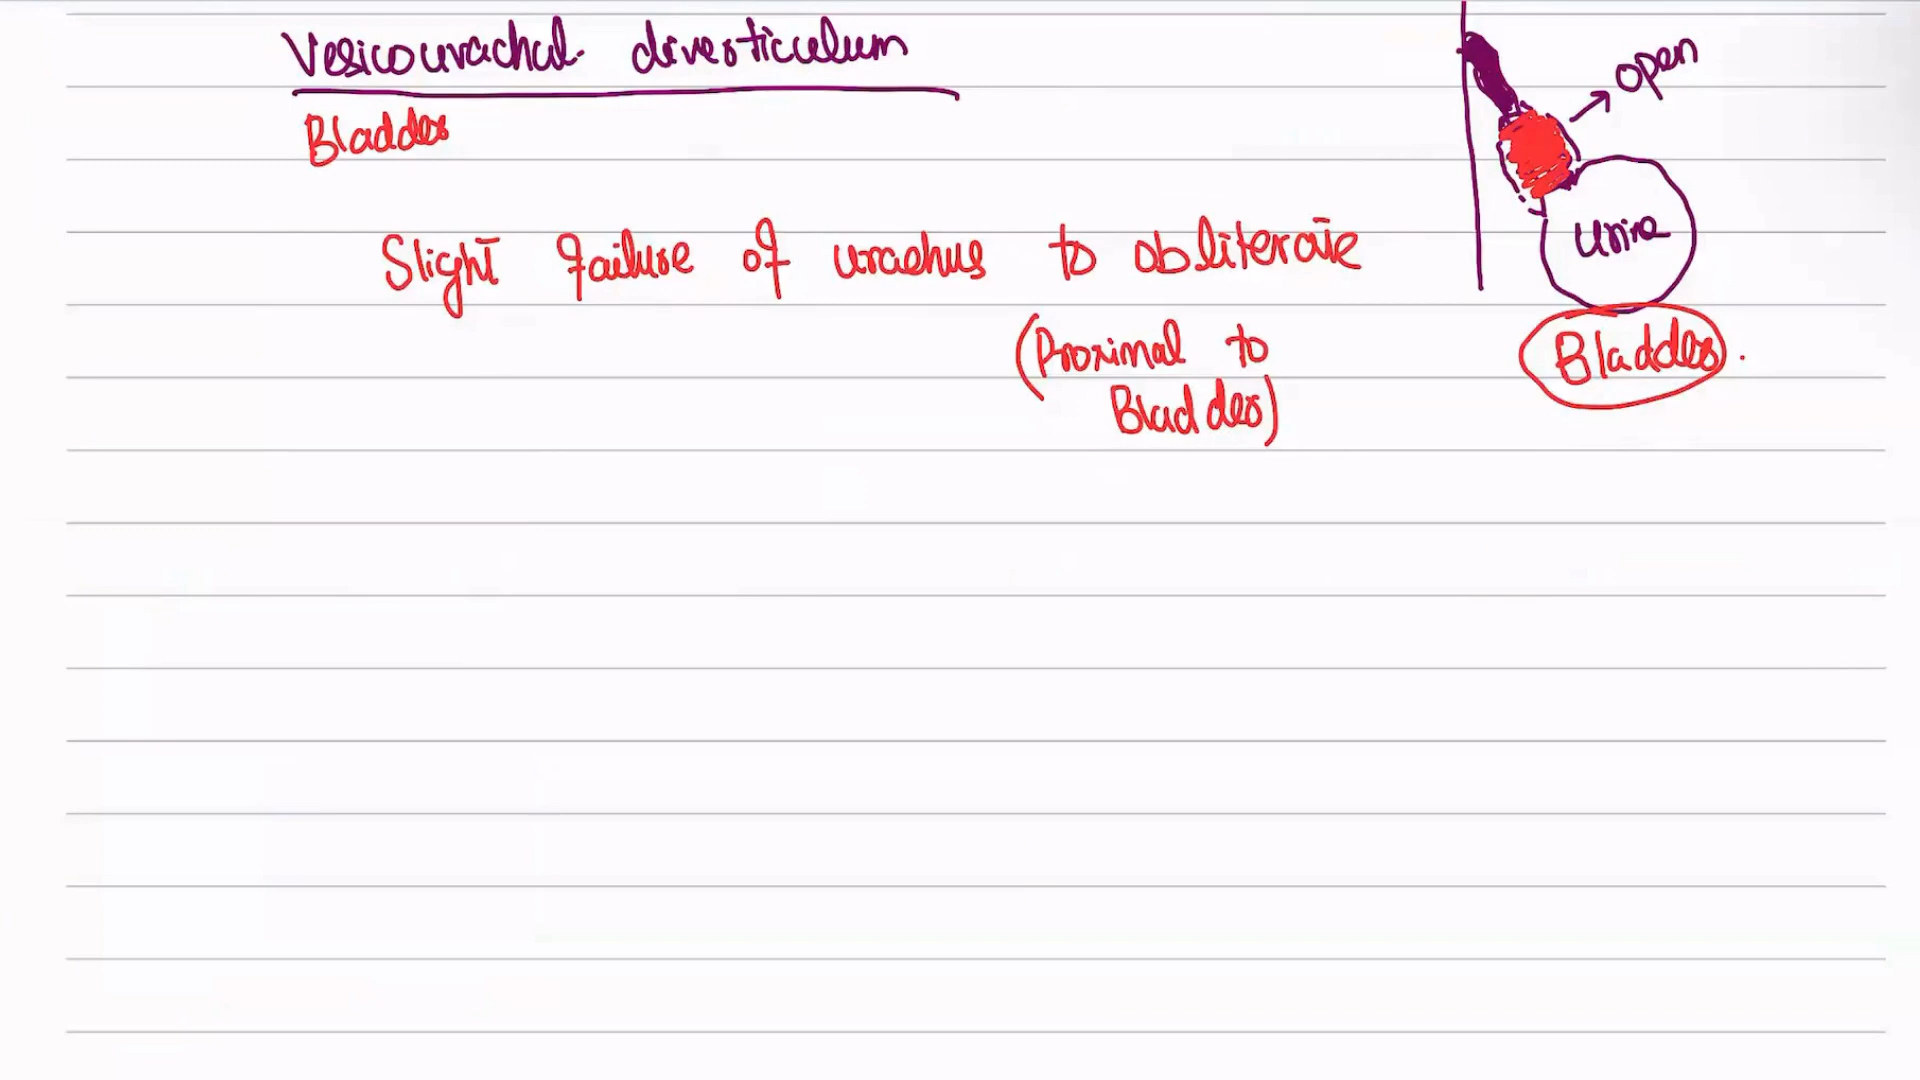 Vesicourachal diverticulum
Bladder
Slight failure of urachus to obliterate
(Proximal to
Bladder)
open
Urine
Bladder.